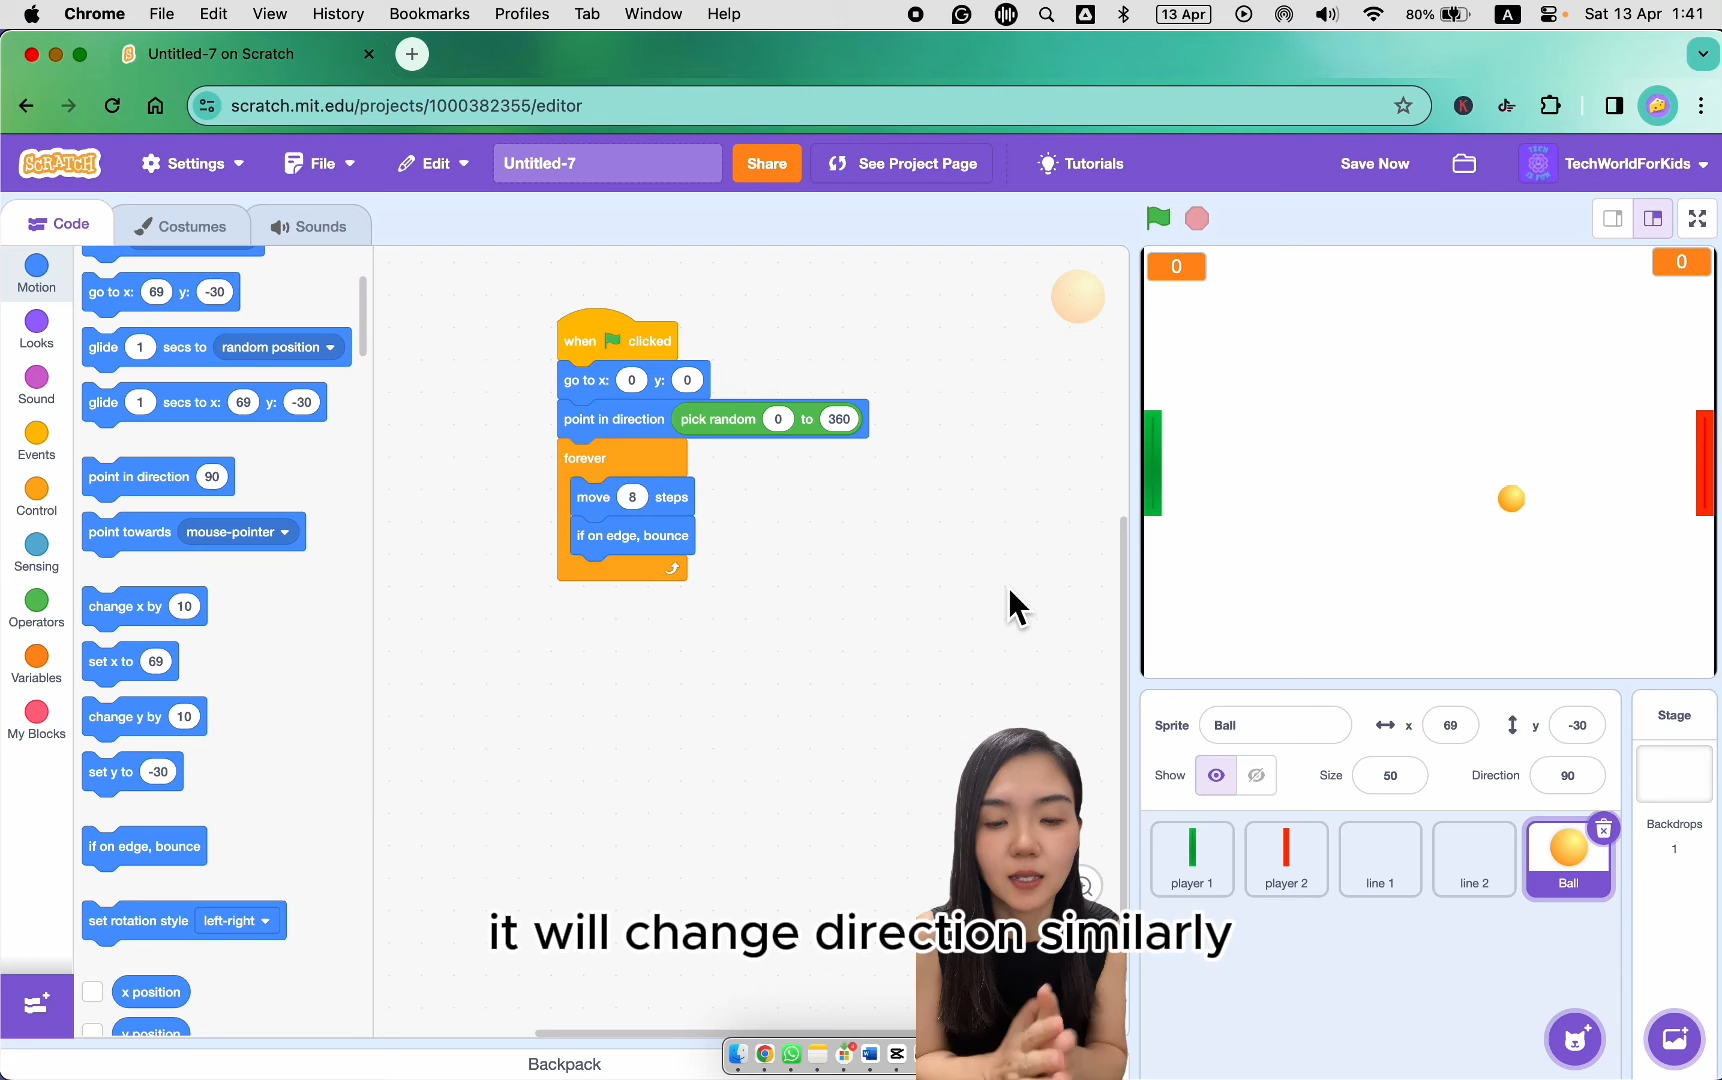 Chrome File Edit View History Bookmarks Profiles Tab Window Help 13 Apr 80% A Sat 13 Apr 1:41
Untitled-7 on Scratch
scratch.mit.edu/projects/1000382355/editor
SCRATCH Settings File Edit Untitled-7 Share See Project Page Tutorials Save Now TechWorldForKids
Code Costumes Sounds
Motion
Looks
Sound
Events
Control
Sensing
Operators
Variables
My Blocks
go to x: 69 y: -30
glide 1 secs to random position
glide 1 secs to x: 69 y: -30
point in direction 90
point towards mouse-pointer
change x by 10
set x to 69
change y by 10
set y to -30
if on edge, bounce
set rotation style left-right
x position
y position
when clicked
go to x: 0 y: 0
point in direction pick random 0 to 360
forever
move 8 steps
if on edge, bounce
0 0
Sprite Ball x 69 y -30
Show Size 50 Direction 90
player 1 player 2 line 1 line 2 Ball
Stage
Backdrops
1
it will change direction similarly
Backpack